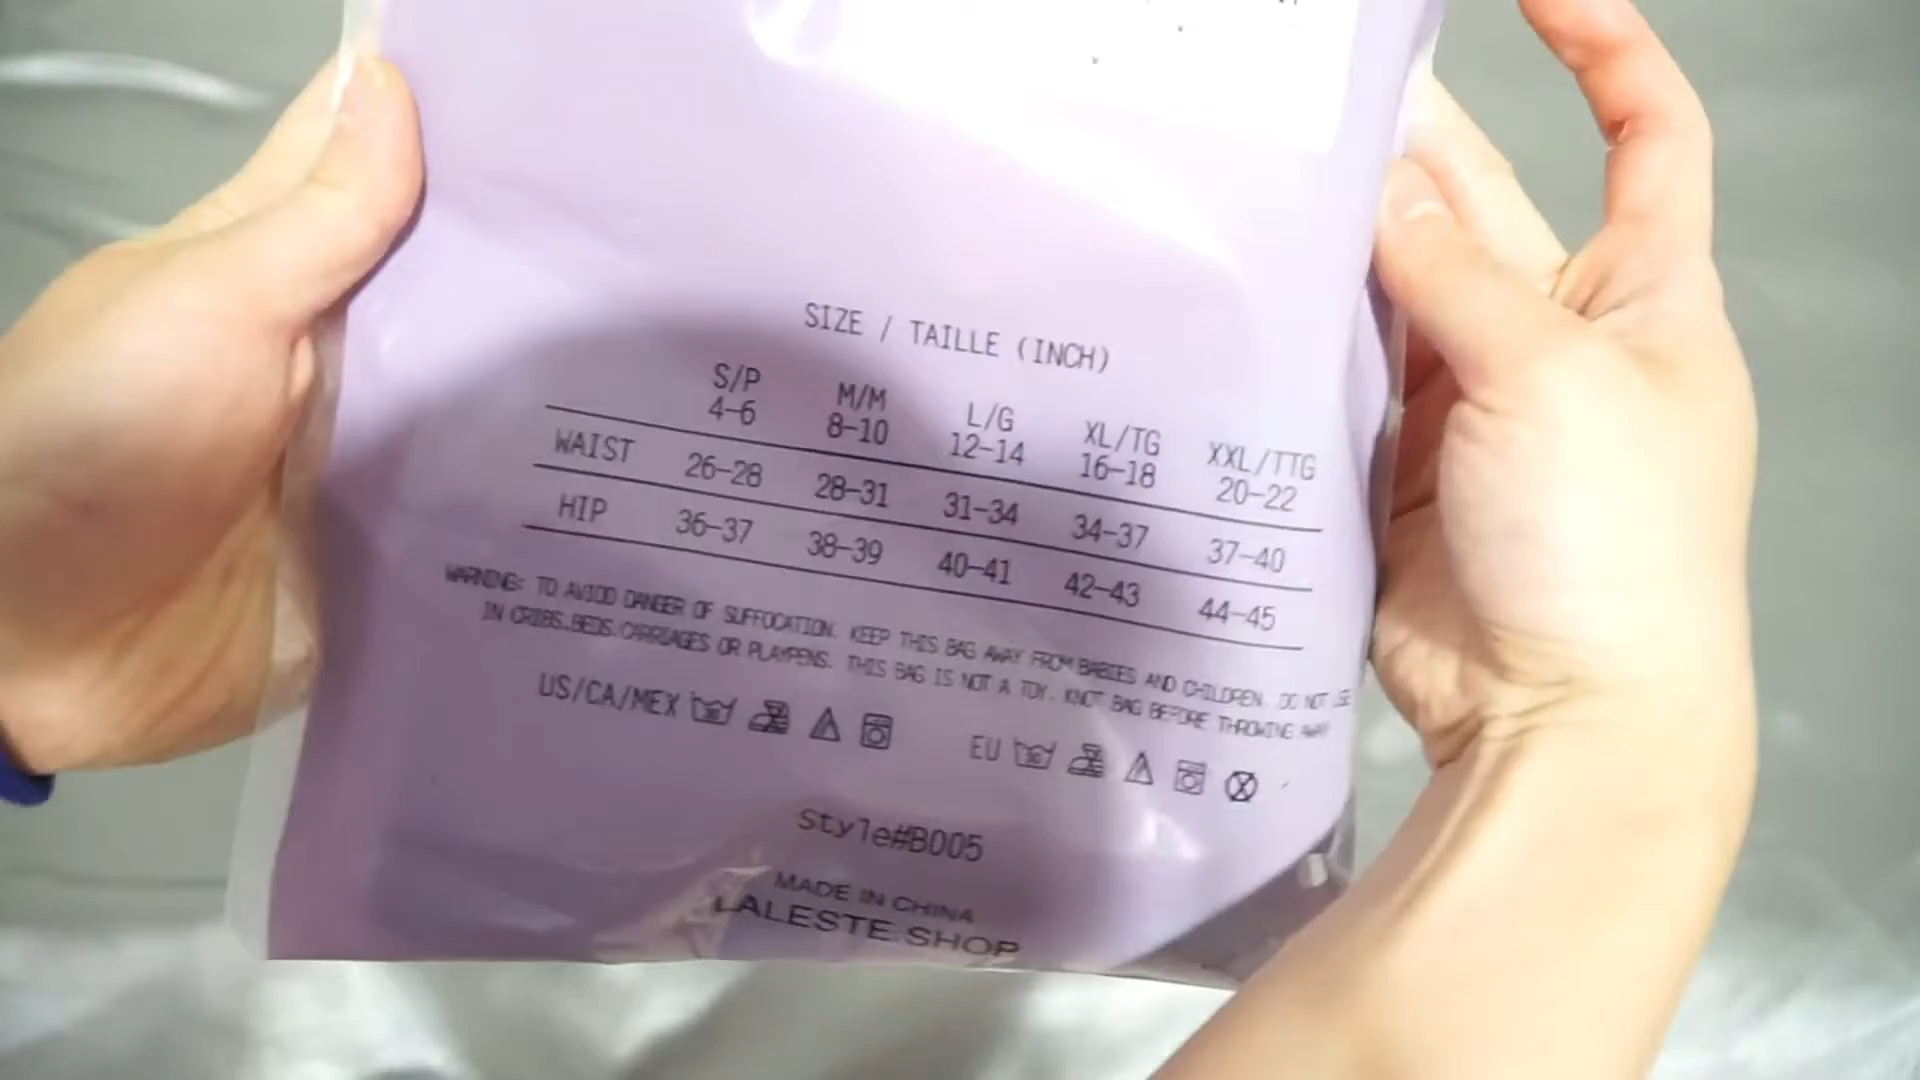 SIZE / TAILLE (INCH)
S/P M/M L/G XL/TG XXL/TTG
4-6 8-10 12-14 16-18 20-22
WAIST 26-28 28-31 31-34 34-37 37-40
HIP 36-37 38-39 40-41 42-43 44-45
WARNING: TO AVIOD DANGER OF SUFFOCATION. KEEP THIS BAG AWAY FROM BABIES AND CHILDREN. DO NOT USE
IN CRIBS.BEDS.CARRIAGES OR PLAYPENS. THIS BAG IS NOT A TOY. KNOT BAG BEFORE THROWING AWAY
US/CA/MEX EU
Style#B005
MADE IN CHINA
LALESTE.SHOP